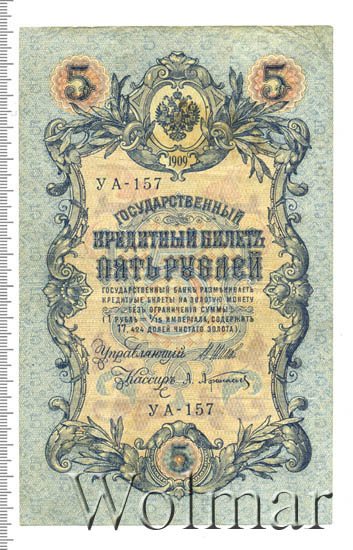 5 5
1909
УА-157
ГОСУДАРСТВЕННЫЙ
КРЕДИТНЫЙ БИЛЕТЪ
ПЯТЬ РУБЛЕЙ
ГОСУДАРСТВЕННЫЙ БАНКЪ РАЗМѢНИВАЕТЪ
КРЕДИТНЫЕ БИЛЕТЫ НА ЗОЛОТУЮ МОНЕТУ
БЕЗЪ ОГРАНИЧЕНІЯ СУММЫ
(1 РУБЛЬ = 1/15 ИМПЕРІАЛА, СОДЕРЖИТЪ
17,424 ДОЛЕЙ ЧИСТАГО ЗОЛОТА).
Управляющій
Кассиръ
УА-157
5
Wolmar